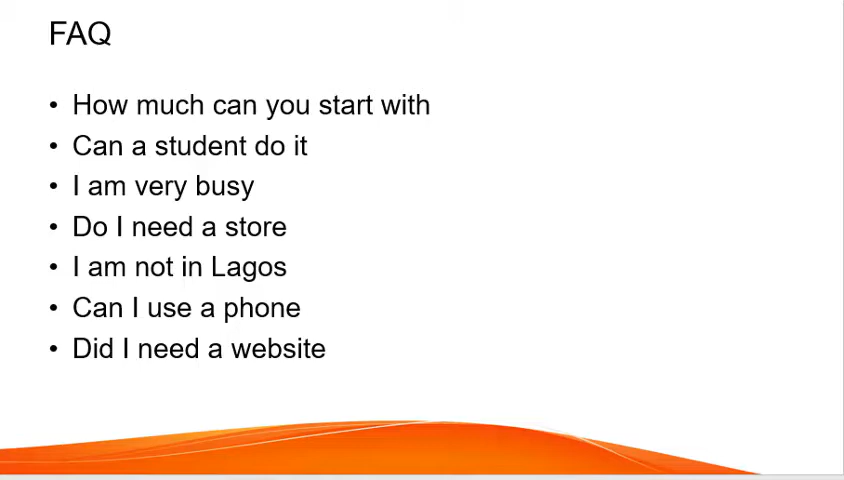 FAQ
• How much can you start with
• Can a student do it
• I am very busy
• Do I need a store
• I am not in Lagos
• Can I use a phone
• Did I need a website